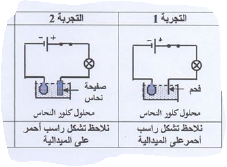 التجربة 1
التجربة 2
فحم
صفيحة
نحاس
محلول كلور النحاس
محلول كلور النحاس
نلاحظ تشكل راسب
أحمر على الميدالية
نلاحظ تشكل راسب أحمر
على الميدالية